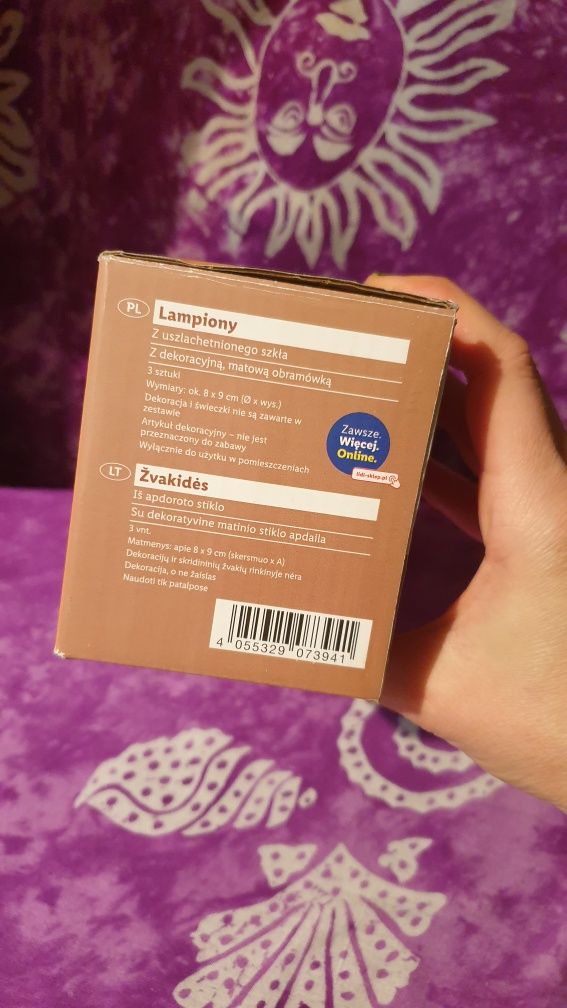 PL
Lampiony
Z uszlachetnionego szkła
Z dekoracyjną, matową obramówką
3 sztuki
Wymiary: ok. 8 x 9 cm (Ø x wys.)
Dekoracja i świeczki nie są zawarte w
zestawie
Artykuł dekoracyjny – nie jest
przeznaczony do zabawy
Wyłącznie do użytku w pomieszczeniach
Zawsze.
Więcej.
Online.
lidl-sklep.pl
LT
Žvakidės
Iš apdoroto stiklo
Su dekoratyvine matinio stiklo apdaila
3 vnt.
Matmenys: apie 8 x 9 cm (skersmuo x A)
Dekoracijų ir skridininių žvakių rinkinyje nėra
Dekoracija, o ne žaislas
Naudoti tik patalpose
4 055329 073941